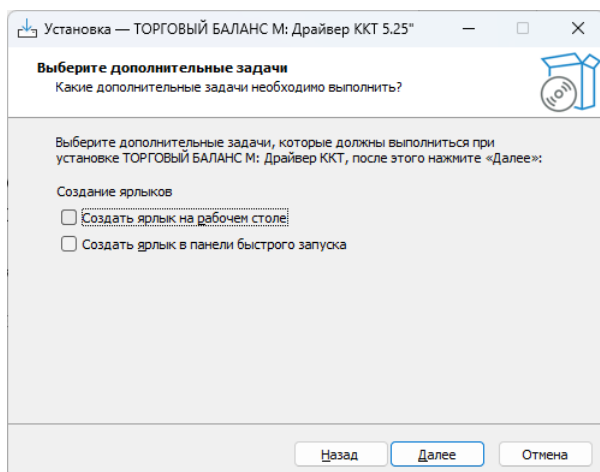 Установка — ТОРГОВЫЙ БАЛАНС М: Драйвер ККТ 5.25"
Выберите дополнительные задачи
Какие дополнительные задачи необходимо выполнить?
Выберите дополнительные задачи, которые должны выполниться при
установке ТОРГОВЫЙ БАЛАНС М: Драйвер ККТ, после этого нажмите «Далее»:
Создание ярлыков
Создать ярлык на рабочем столе
Создать ярлык в панели быстрого запуска
Назад
Далее
Отмена